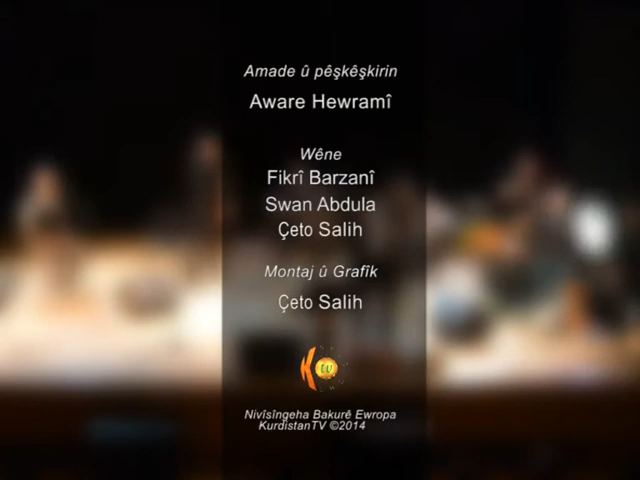 Amade û pêşkêşkirin
Aware Hewramî
Wêne
Fikrî Barzanî
Swan Abdula
Çeto Salih
Montaj û Grafîk
Çeto Salih
Nivîsîngeha Bakurê Ewropa
KurdistanTV ©2014